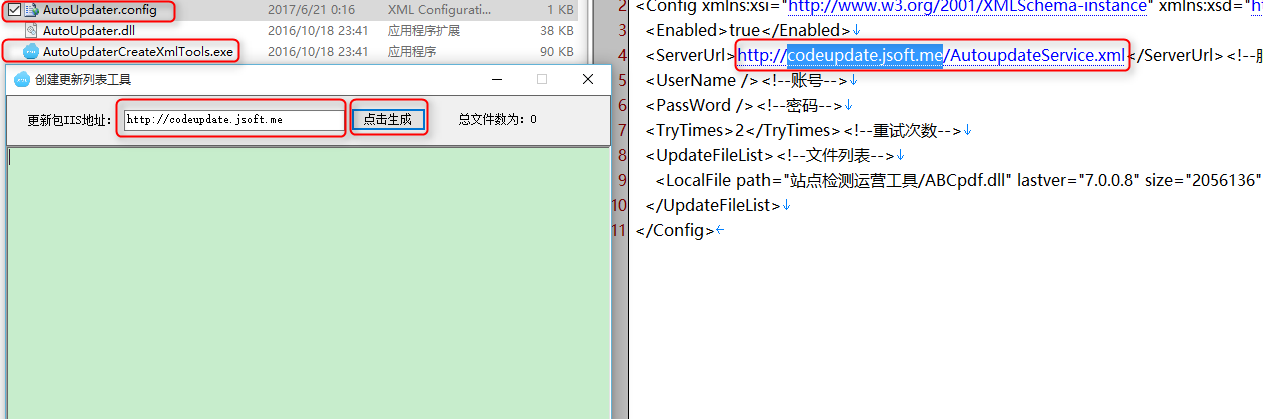 AutoUpdater.config 2017/6/21 0:16 XML Configurati... 1 KB
AutoUpdater.dll 2016/10/18 23:41 应用程序扩展 38 KB
AutoUpdaterCreateXmlTools.exe 2016/10/18 23:41 应用程序 90 KB
创建更新列表工具
更新包IIS地址: http://codeupdate.jsoft.me 点击生成 总文件数为: 0
2 <Config xmlns:xsi="http://www.w3.org/2001/XMLSchema-instance" xmlns:xsd="
3 <Enabled>true</Enabled>↓
4 <ServerUrl>http://codeupdate.jsoft.me/AutoupdateService.xml</ServerUrl><!--
5 <UserName /><!--账号-->↓
6 <PassWord /><!--密码-->↓
7 <TryTimes>2</TryTimes><!--重试次数-->↓
8 <UpdateFileList><!--文件列表-->↓
9 <LocalFile path="站点检测运营工具/ABCpdf.dll" lastver="7.0.0.8" size="2056136"
10 </UpdateFileList>↓
11 </Config>←